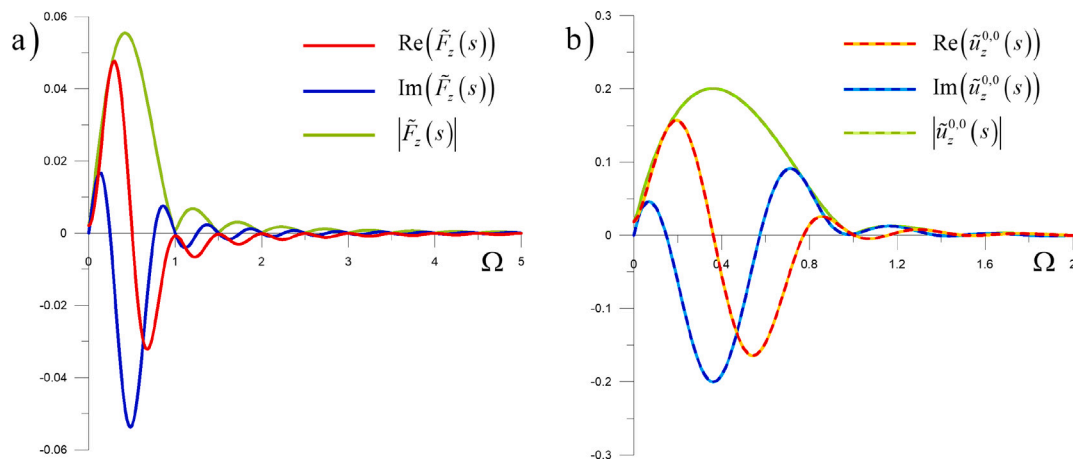 a)
0.06
0.04
0.02
0
-0.02
-0.04
-0.06
0 1 2 3 4 5
Ω
Re(F̃_z(s))
Im(F̃_z(s))
|F̃_z(s)|
b)
0.3
0.2
0.1
0
-0.1
-0.2
-0.3
0 0.4 0.8 1.2 1.6 2
Ω
Re(ũ_z^{0,0}(s))
Im(ũ_z^{0,0}(s))
|ũ_z^{0,0}(s)|